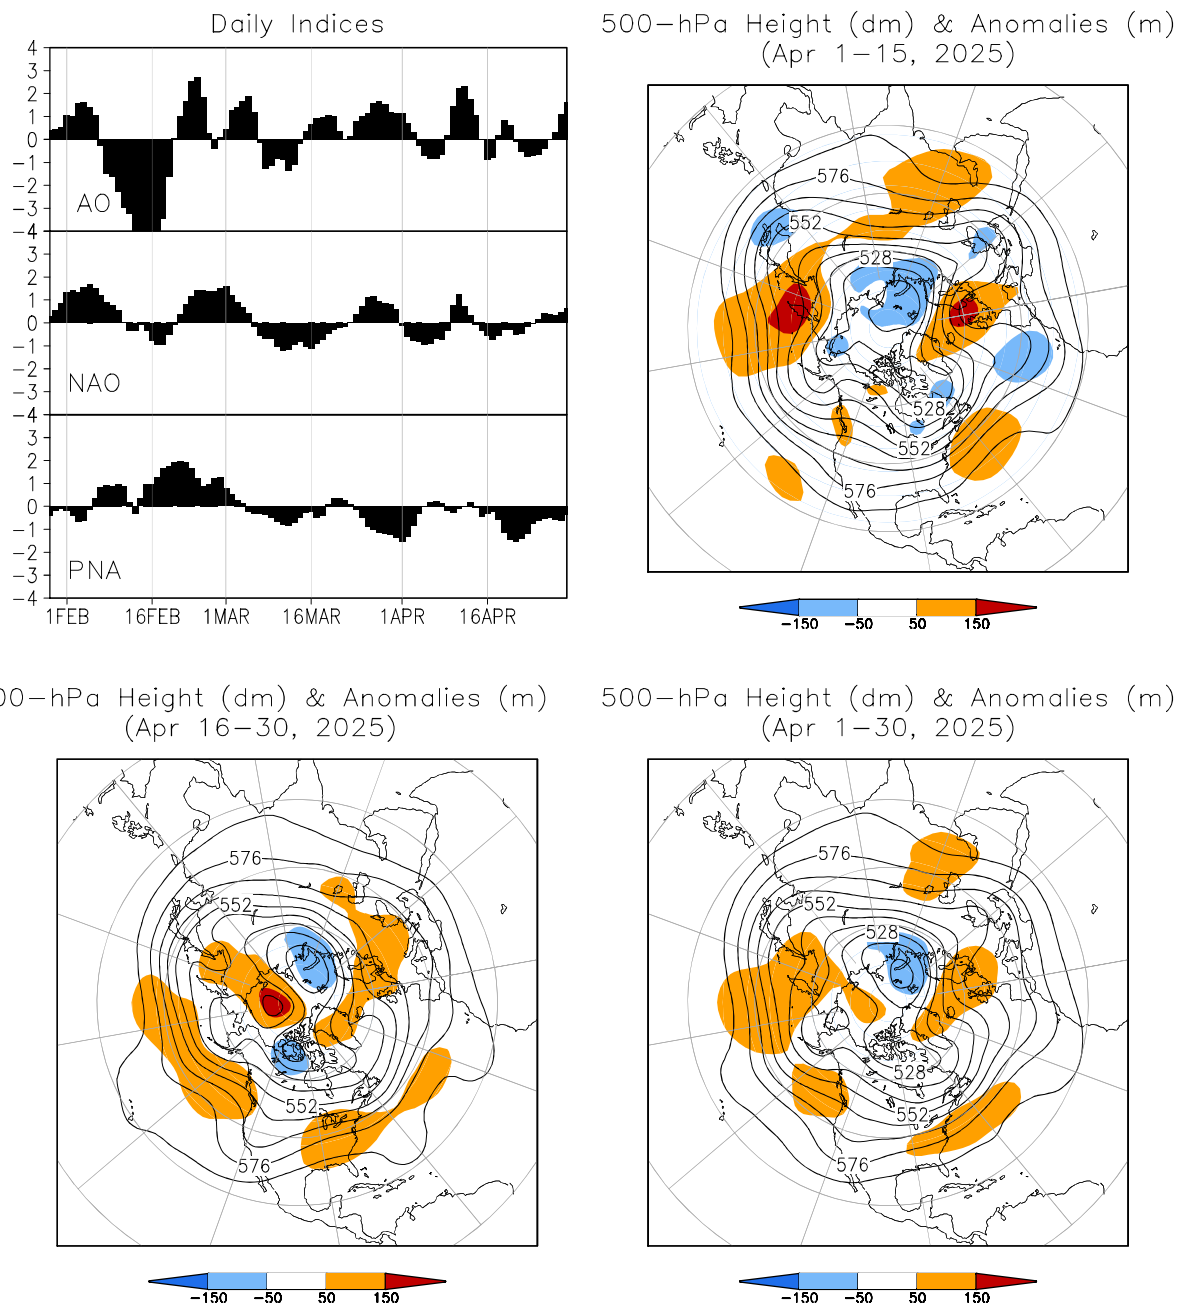 Daily Indices
4
3
2
1
0
-1
-2
-3
-4
AO
3
2
1
0
-1
-2
-3
-4
NAO
3
2
1
0
-1
-2
-3
-4
PNA
1FEB 16FEB 1MAR 16MAR 1APR 16APR
500-hPa Height (dm) & Anomalies (m)
(Apr 1-15, 2025)
576
552
528
528
552
576
-150 -50 50 150
00-hPa Height (dm) & Anomalies (m)
(Apr 16-30, 2025)
576
552
552
576
-150 -50 50 150
500-hPa Height (dm) & Anomalies (m)
(Apr 1-30, 2025)
576
552
528
528
552
576
-150 -50 50 150